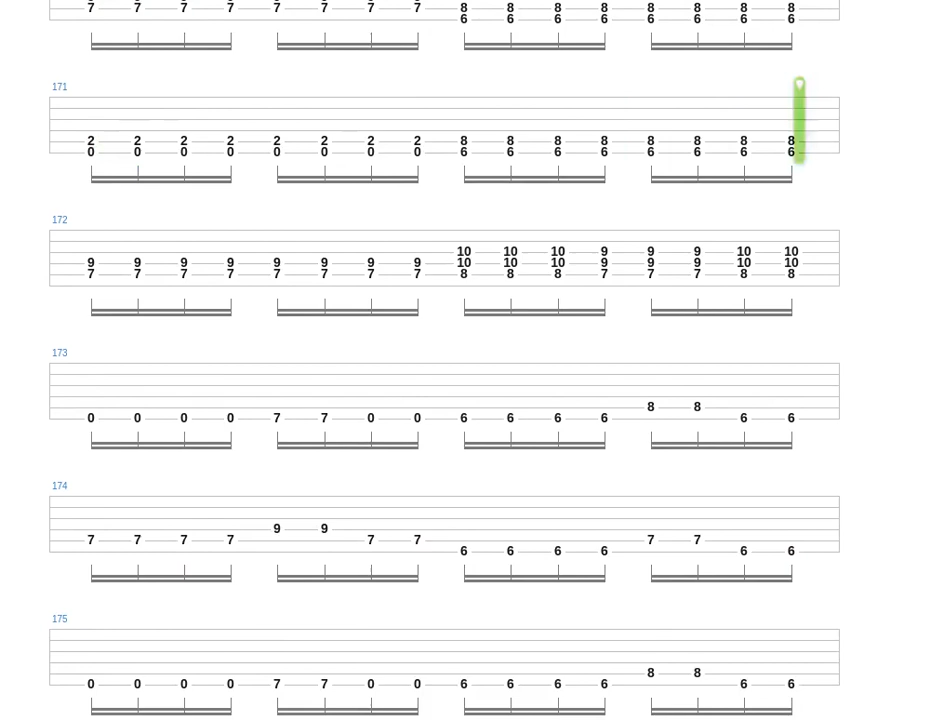 7 7 7 7 7 7 7 7 8 8 8 8 8 8 8 8
6 6 6 6 6 6 6 6
171
2 2 2 2 2 2 2 2 8 8 8 8 8 8 8 8
0 0 0 0 0 0 0 0 6 6 6 6 6 6 6 6
172
10 10 10 9 9 9 10 10
9 9 9 9 9 9 9 9 10 10 10 9 9 9 10 10
7 7 7 7 7 7 7 7 8 8 8 7 7 7 8 8
173
8 8
0 0 0 0 7 7 0 0 6 6 6 6 6 6
174
9 9
7 7 7 7 7 7 7 7
6 6 6 6 6 6
175
8 8
0 0 0 0 7 7 0 0 6 6 6 6 6 6